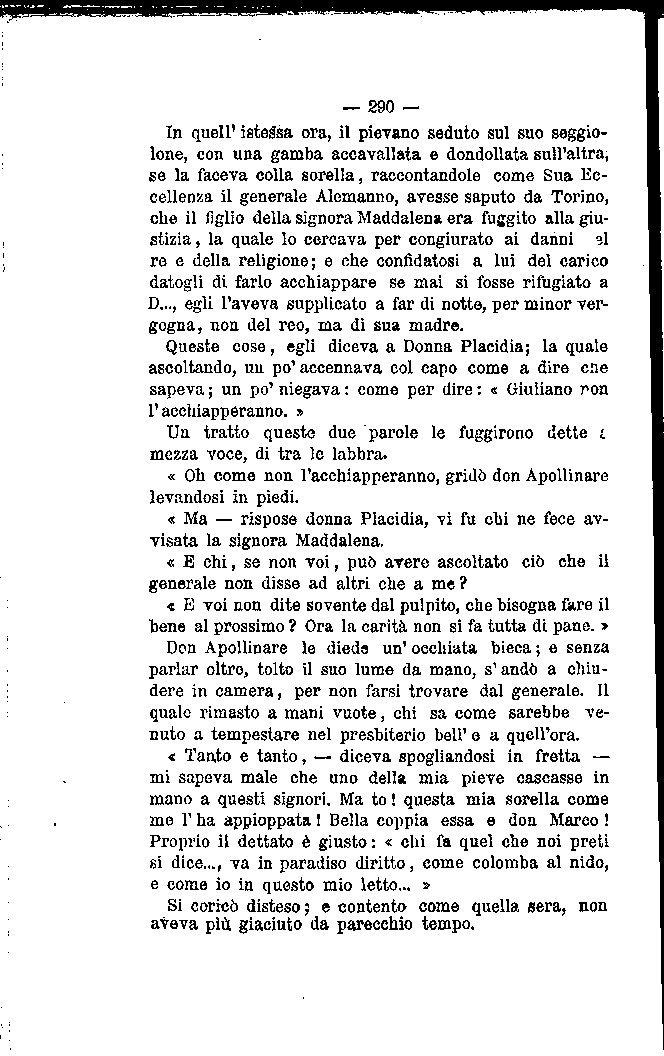 — 290 —
In quell' istessa ora, il pievano seduto sul suo seggio-
lone, con una gamba accavallata e dondollata sull'altra,
se la faceva colla sorella, raccontandole come Sua Ec-
cellenza il generale Alemanno, avesse saputo da Torino,
che il figlio della signora Maddalena era fuggito alla giu-
stizia, la quale lo cercava per congiurato ai danni el
re e della religione; e che confidatosi a lui del carico
datogli di farlo acchiappare se mai si fosse rifugiato a
D..., egli l'aveva supplicato a far di notte, per minor ver-
gogna, non del reo, ma di sua madre.
Queste cose, egli diceva a Donna Placidia; la quale
ascoltando, un po' accennava col capo come a dire che
sapeva; un po' niegava: come per dire: « Giuliano non
l'acchiapperanno. »
Un tratto queste due parole le fuggirono dette
mezza voce, di tra le labbra.
« Oh come non l'acchiapperanno, gridò don Apollinare
levandosi in piedi.
« Ma — rispose donna Placidia, vi fu chi ne fece av-
visata la signora Maddalena.
« E chi, se non voi, può avere ascoltato ciò che il
generale non disse ad altri che a me?
« E voi non dite sovente dal pulpito, che bisogna fare il
bene al prossimo? Ora la carità non si fa tutta di pane. »
Don Apollinare le diede un' occhiata bieca; e senza
parlar oltre, tolto il suo lume da mano, s' andò a chiu-
dere in camera, per non farsi trovare dal generale. Il
quale rimasto a mani vuote, chi sa come sarebbe ve-
nuto a tempestare nel presbiterio bell' e a quell'ora.
« Tanto e tanto, — diceva spogliandosi in fretta —
mi sapeva male che uno della mia pieve cascasse in
mano a questi signori. Ma to! questa mia sorella come
me l' ha appioppata! Bella coppia essa e don Marco!
Proprio il dettato è giusto: « chi fa quel che noi preti
si dice..., va in paradiso diritto, come colomba al nido,
e come io in questo mio letto... »
Si coricò disteso; e contento come quella sera, non
aveva più giaciuto da parecchio tempo.